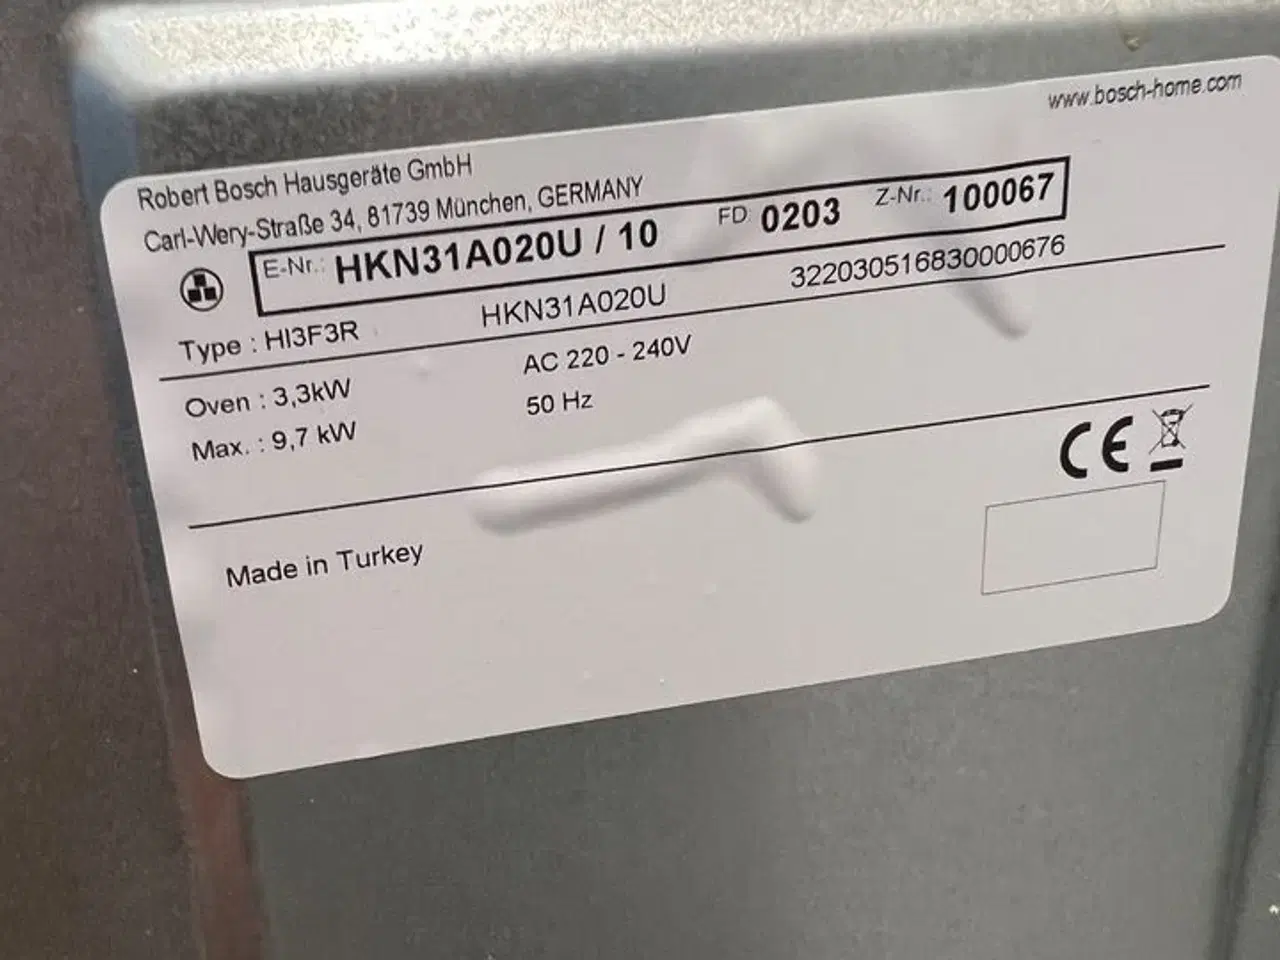 www.bosch-home.com
Robert Bosch Hausgeräte GmbH
Carl-Wery-Straße 34, 81739 München, GERMANY
E-Nr.: HKN31A020U / 10 FD: 0203 Z-Nr.: 100067
Type : HI3F3R HKN31A020U 322030516830000676
Oven : 3,3kW AC 220 - 240V
Max. : 9,7 kW 50 Hz
CE
Made in Turkey